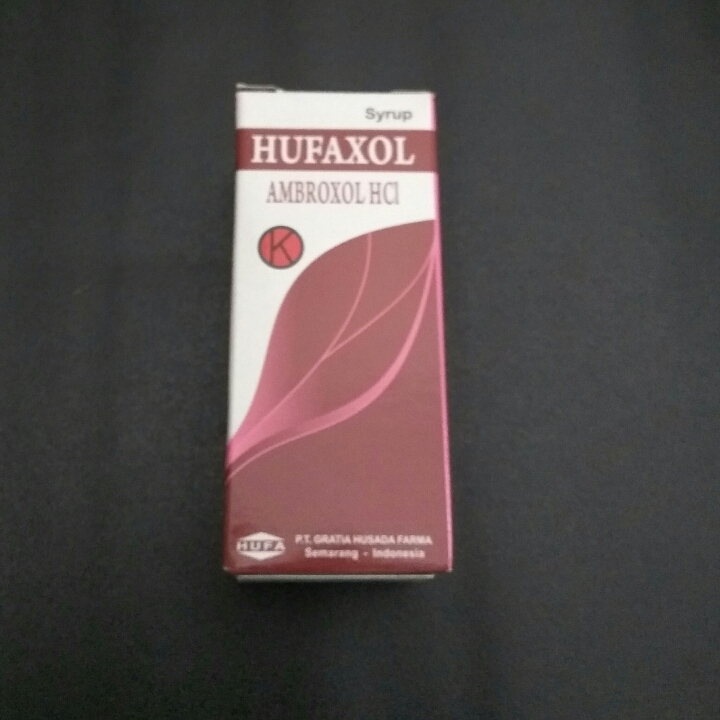 Syrup
HUFAXOL
AMBROXOL HCl
K
HUFA
P.T. GRATIA HUSADA FARMA
Semarang - Indonesia